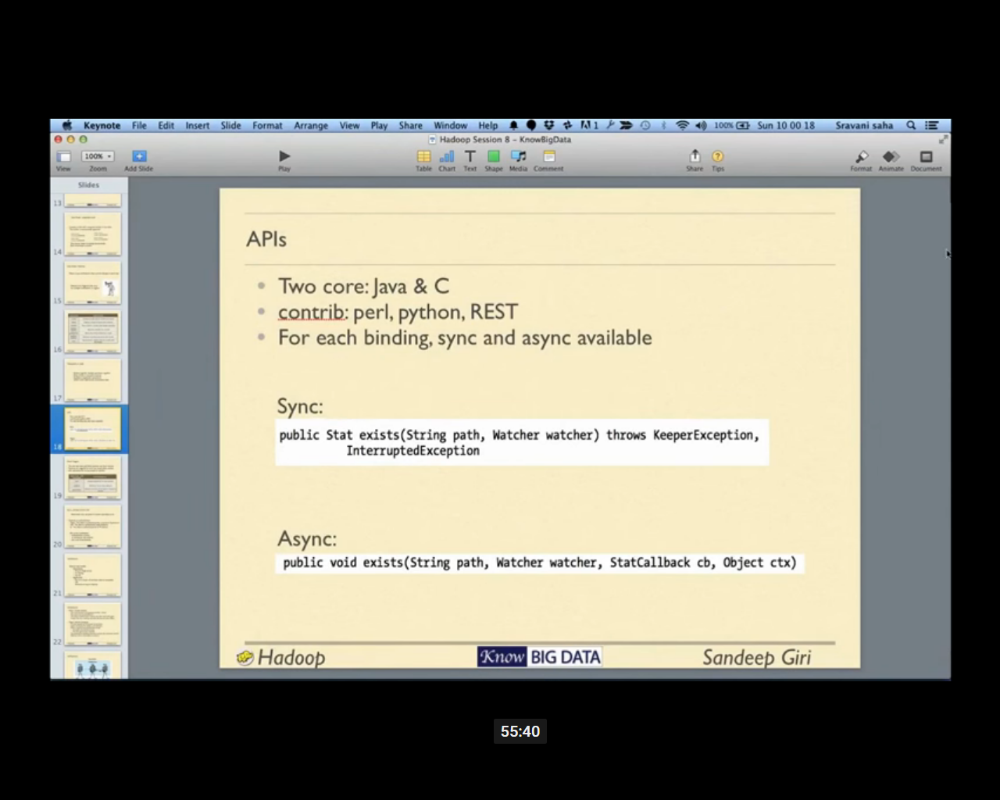 Keynote File Edit Insert Slide Format Arrange View Play Share Window Help 1 100% Sun 10 00 18 Sravani saha
Hadoop Session 8 – KnowBigData
100%
View Zoom Add Slide Play Table Chart Text Shape Media Comment Share Tips Format Animate Document
Slides
13
14
15
16
17
18
19
20
21
22
APIs
• Two core: Java & C
• contrib: perl, python, REST
• For each binding, sync and async available
Sync:
public Stat exists(String path, Watcher watcher) throws KeeperException,
InterruptedException
Async:
public void exists(String path, Watcher watcher, StatCallback cb, Object ctx)
Hadoop Know BIG DATA Sandeep Giri
55:40